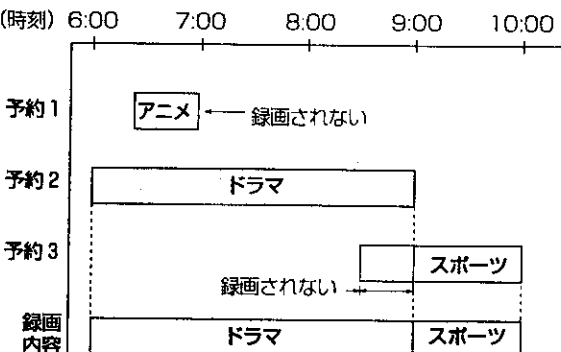 (時刻) 6:00 7:00 8:00 9:00 10:00
予約1 アニメ 録画されない
予約2 ドラマ
予約3 スポーツ
録画されない
録画内容 ドラマ スポーツ